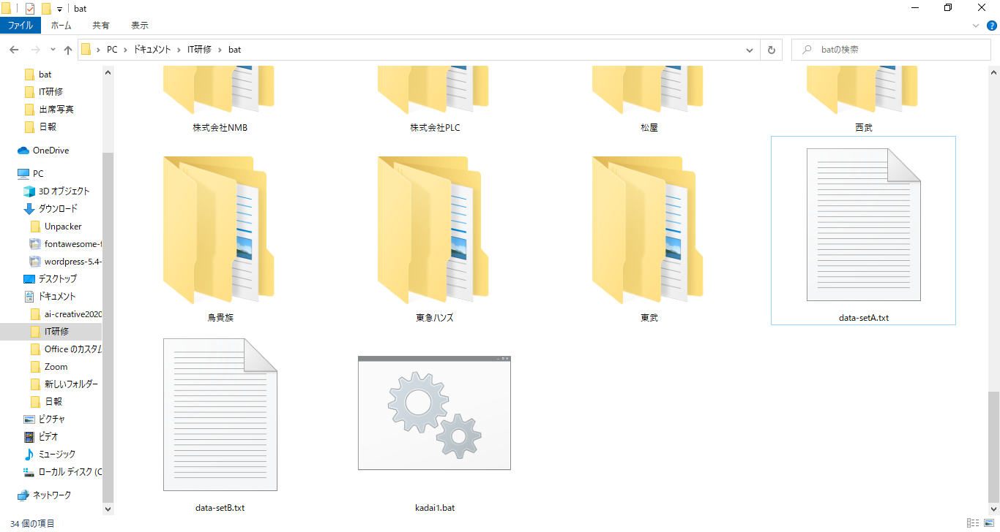 bat
ファイル
ホーム
共有
表示
PC
ドキュメント
IT研修
bat
batの検索
bat
IT研修
出席写真
日報
OneDrive
PC
3D オブジェクト
ダウンロード
Unpacker
fontawesome-f
wordpress-5.4-
デスクトップ
ドキュメント
ai-creative2020
IT研修
Office のカスタム
Zoom
新しいフォルダー
日報
ピクチャ
ビデオ
ミュージック
ローカル ディスク (C
ネットワーク
株式会社NMB
株式会社PLC
松屋
西武
鳥貴族
東急ハンズ
東武
data-setA.txt
data-setB.txt
kadai1.bat
34 個の項目